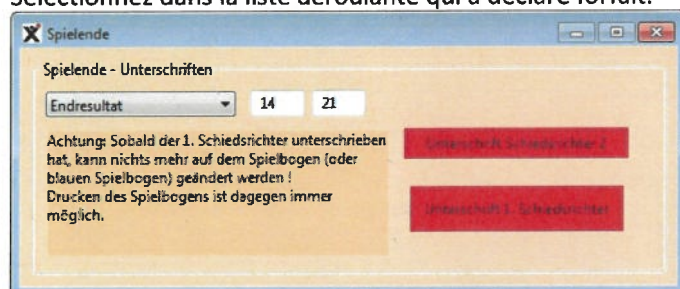 Sélectionnez dans la liste déroulante qui a déclaré forfait.
Spielende
Spielende - Unterschriften
Endresultat 14 21
Achtung: Sobald der 1. Schiedsrichter unterschrieben
hat, kann nichts mehr auf dem Spielbogen (oder
blauen Spielbogen) geändert werden !
Drucken des Spielbogens ist dagegen immer
möglich.
Unterschrift Schiedsrichter 2
Unterschrift 1. Schiedsrichter